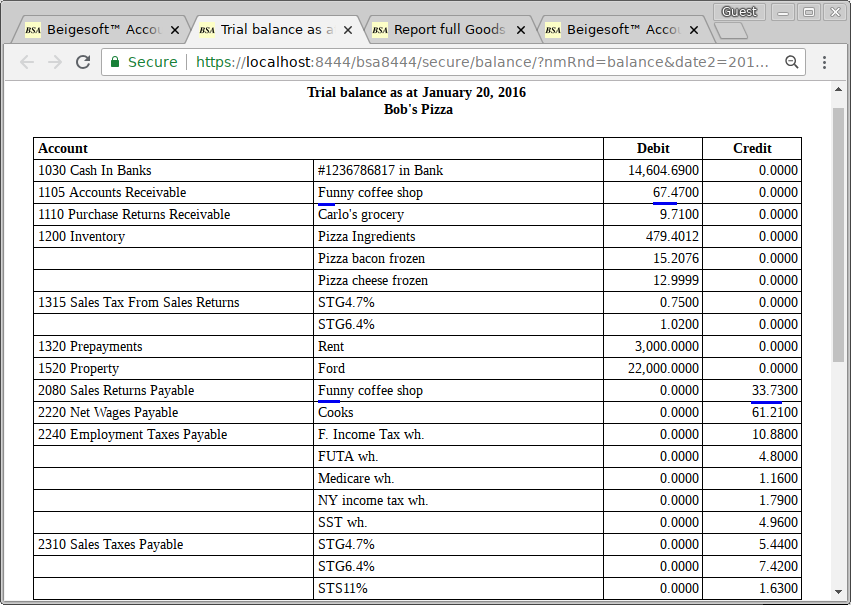 Guest
BSA Beigesoft™ Accou
BSA Trial balance as a
BSA Report full Goods
BSA Beigesoft™ Accou
Secure https://localhost:8444/bsa8444/secure/balance/?nmRnd=balance&date2=201...
Trial balance as at January 20, 2016
Bob's Pizza
Account Debit Credit
1030 Cash In Banks #1236786817 in Bank 14,604.6900 0.0000
1105 Accounts Receivable Funny coffee shop 67.4700 0.0000
1110 Purchase Returns Receivable Carlo's grocery 9.7100 0.0000
1200 Inventory Pizza Ingredients 479.4012 0.0000
Pizza bacon frozen 15.2076 0.0000
Pizza cheese frozen 12.9999 0.0000
1315 Sales Tax From Sales Returns STG4.7% 0.7500 0.0000
STG6.4% 1.0200 0.0000
1320 Prepayments Rent 3,000.0000 0.0000
1520 Property Ford 22,000.0000 0.0000
2080 Sales Returns Payable Funny coffee shop 0.0000 33.7300
2220 Net Wages Payable Cooks 0.0000 61.2100
2240 Employment Taxes Payable F. Income Tax wh. 0.0000 10.8800
FUTA wh. 0.0000 4.8000
Medicare wh. 0.0000 1.1600
NY income tax wh. 0.0000 1.7900
SST wh. 0.0000 4.9600
2310 Sales Taxes Payable STG4.7% 0.0000 5.4400
STG6.4% 0.0000 7.4200
STS11% 0.0000 1.6300